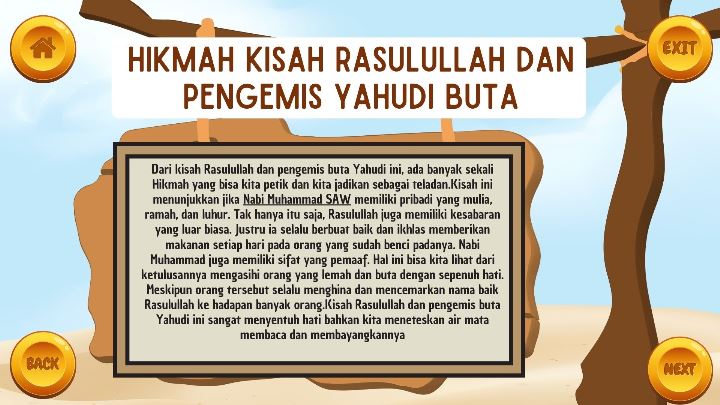 EXIT
HIKMAH KISAH RASULULLAH DAN
PENGEMIS YAHUDI BUTA
Dari kisah Rasulullah dan pengemis buta Yahudi ini, ada banyak sekali
Hikmah yang bisa kita petik dan kita jadikan sebagai teladan.Kisah ini
menunjukkan jika Nabi Muhammad SAW memiliki pribadi yang mulia,
ramah, dan luhur. Tak hanya itu saja, Rasulullah juga memiliki kesabaran
yang luar biasa. Justru ia selalu berbuat baik dan ikhlas memberikan
makanan setiap hari pada orang yang sudah benci padanya. Nabi
Muhammad juga memiliki sifat yang pemaaf. Hal ini bisa kita lihat dari
ketulusannya mengasihi orang yang lemah dan buta dengan sepenuh hati.
Meskipun orang tersebut selalu menghina dan mencemarkan nama baik
Rasulullah ke hadapan banyak orang.Kisah Rasulullah dan pengemis buta
Yahudi ini sangat menyentuh hati bahkan kita meneteskan air mata
membaca dan membayangkannya
BACK
NEXT